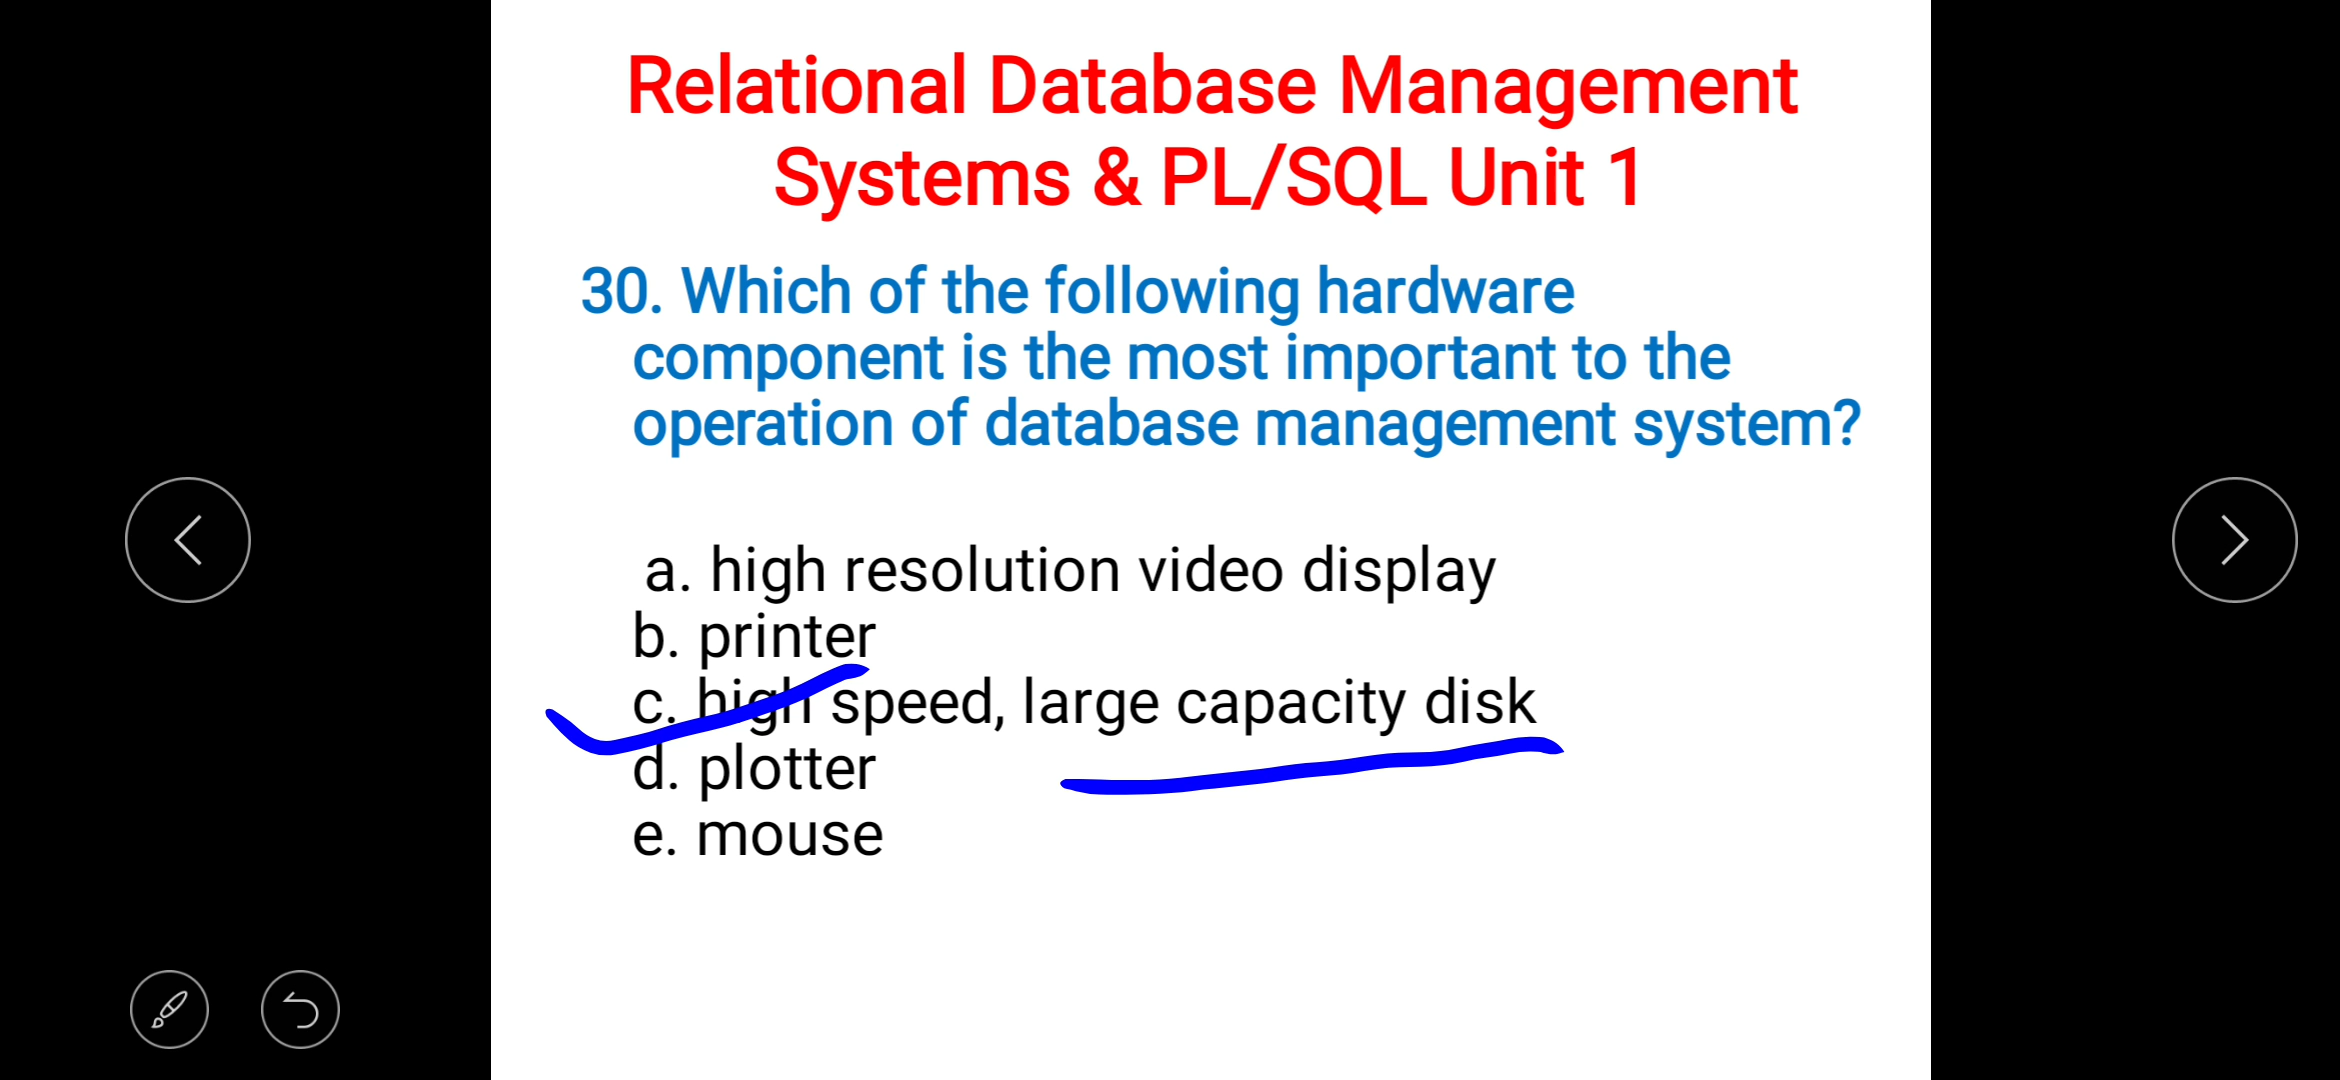 Relational Database Management
Systems & PL/SQL Unit 1
30. Which of the following hardware
component is the most important to the
operation of database management system?
a. high resolution video display
b. printer
c. high speed, large capacity disk
d. plotter
e. mouse